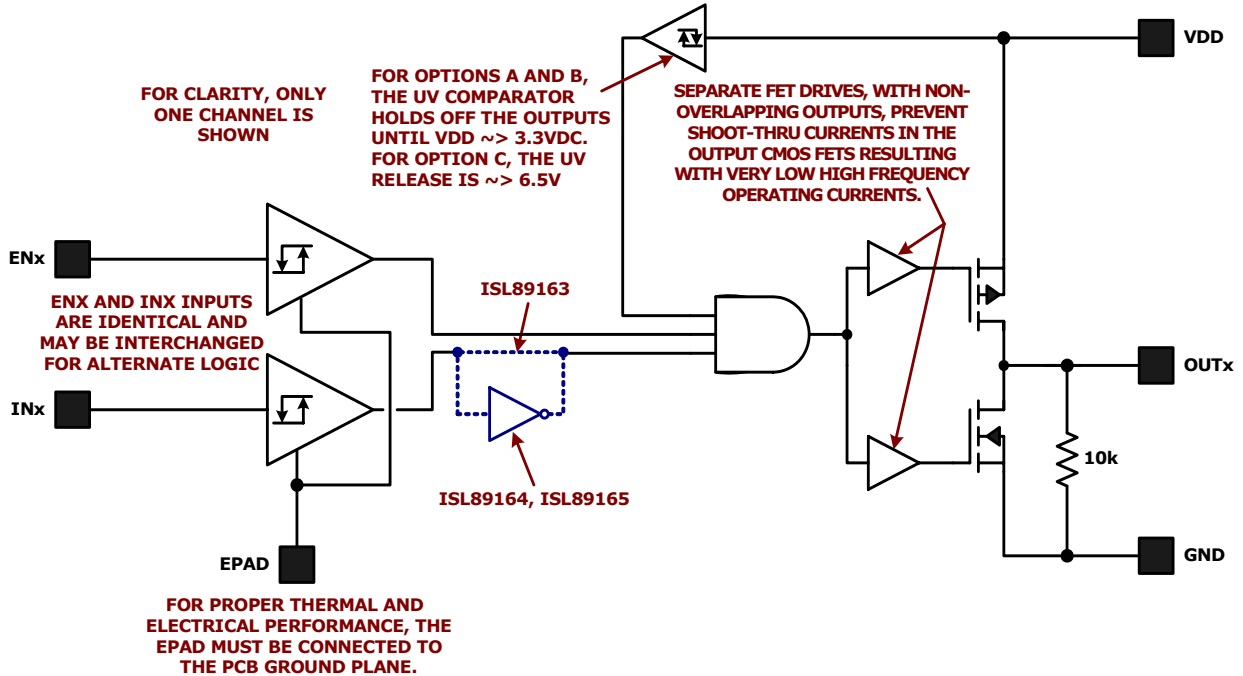 VDD
FOR CLARITY, ONLY
ONE CHANNEL IS
SHOWN
FOR OPTIONS A AND B,
THE UV COMPARATOR
HOLDS OFF THE OUTPUTS
UNTIL VDD ~> 3.3VDC.
FOR OPTION C, THE UV
RELEASE IS ~> 6.5V
SEPARATE FET DRIVES, WITH NON-
OVERLAPPING OUTPUTS, PREVENT
SHOOT-THRU CURRENTS IN THE
OUTPUT CMOS FETS RESULTING
WITH VERY LOW HIGH FREQUENCY
OPERATING CURRENTS.
ENx
ISL89163
ENX AND INX INPUTS
ARE IDENTICAL AND
MAY BE INTERCHANGED
FOR ALTERNATE LOGIC
OUTx
INx
10k
ISL89164, ISL89165
EPAD
GND
FOR PROPER THERMAL AND
ELECTRICAL PERFORMANCE, THE
EPAD MUST BE CONNECTED TO
THE PCB GROUND PLANE.